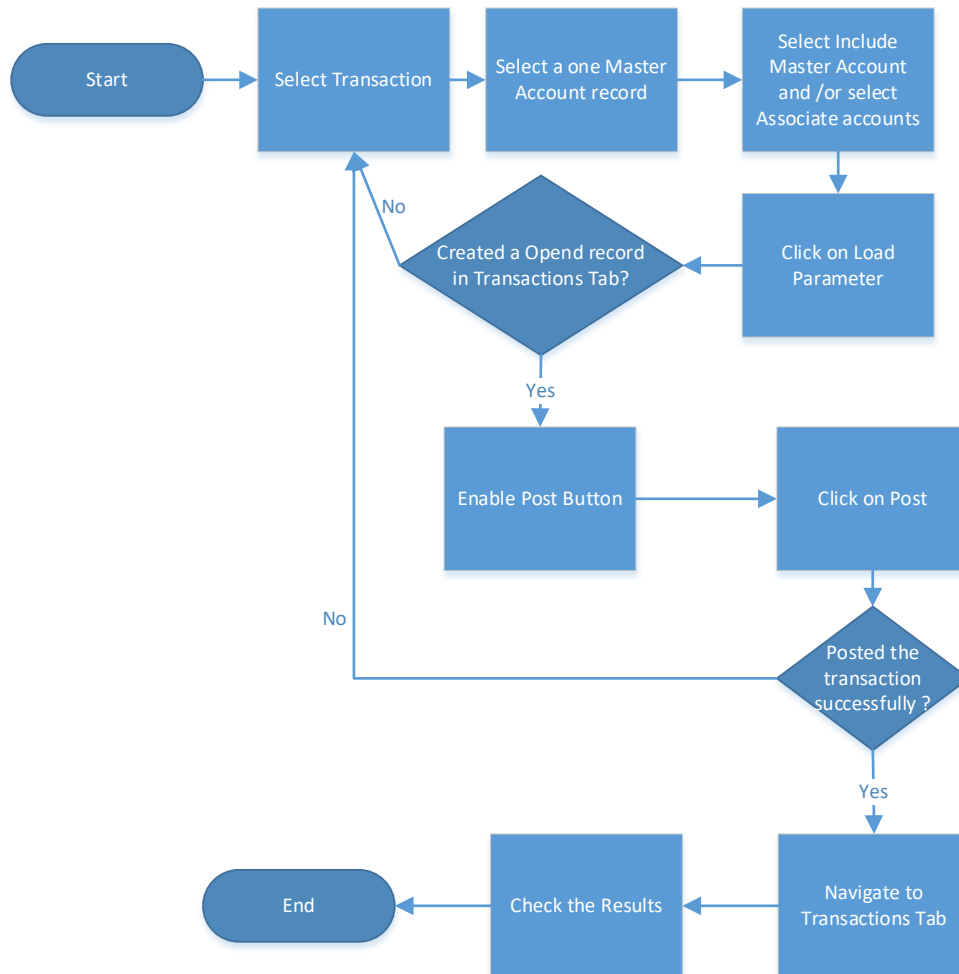 Start
Select Transaction
Select a one Master
Account record
Select Include
Master Account
and /or select
Associate accounts
No
Created a Opend record
in Transactions Tab?
Click on Load
Parameter
Yes
Enable Post Button
Click on Post
No
Posted the
transaction
successfully ?
Yes
End
Check the Results
Navigate to
Transactions Tab